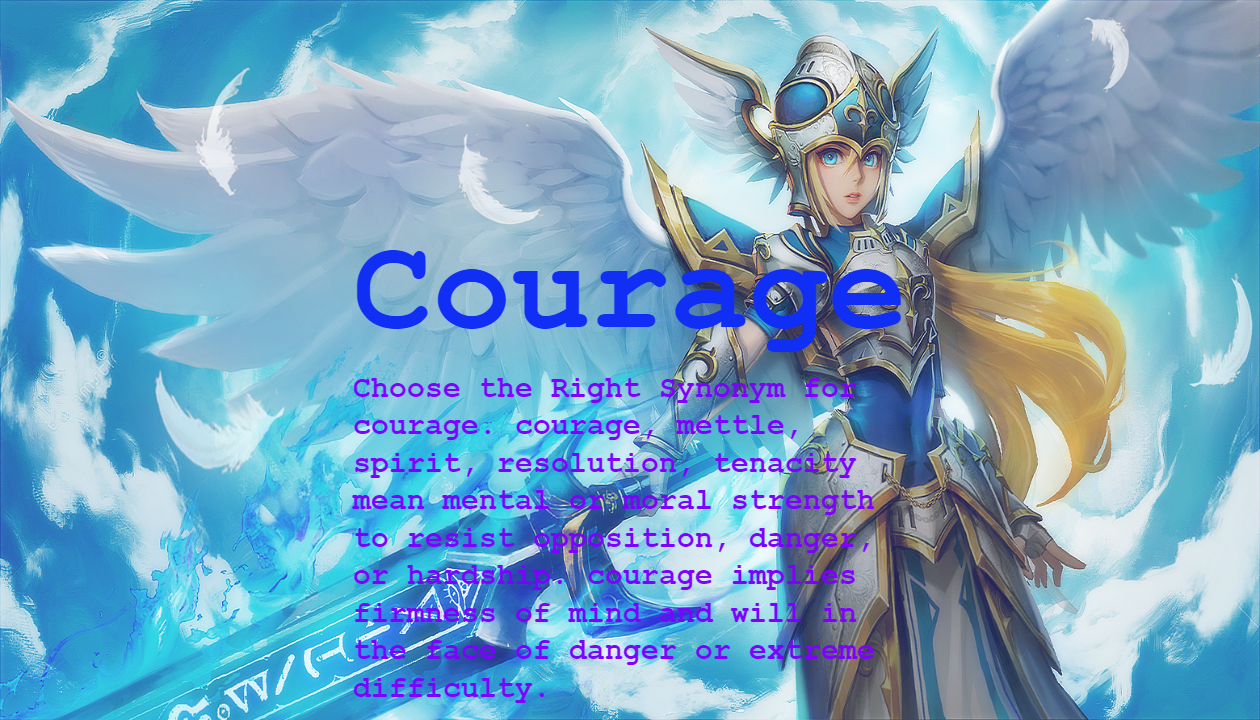 Courage
Choose the Right Synonym for
courage. courage, mettle,
spirit, resolution, tenacity
mean mental or moral strength
to resist opposition, danger,
or hardship. courage implies
firmness of mind and will in
the face of danger or extreme
difficulty.